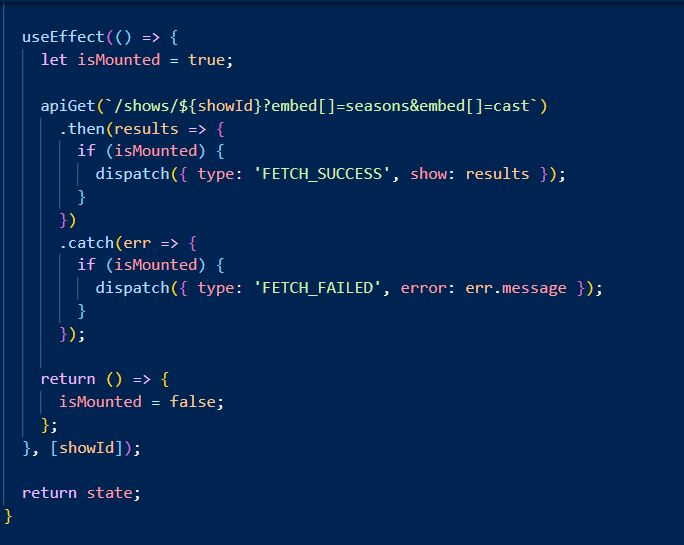 useEffect(() => {
let isMounted = true;
apiGet(`/shows/${showId}?embed[]=seasons&embed[]=cast`)
.then(results => {
if (isMounted) {
dispatch({ type: 'FETCH_SUCCESS', show: results });
}
})
.catch(err => {
if (isMounted) {
dispatch({ type: 'FETCH_FAILED', error: err.message });
}
});
return () => {
isMounted = false;
};
}, [showId]);
return state;
}